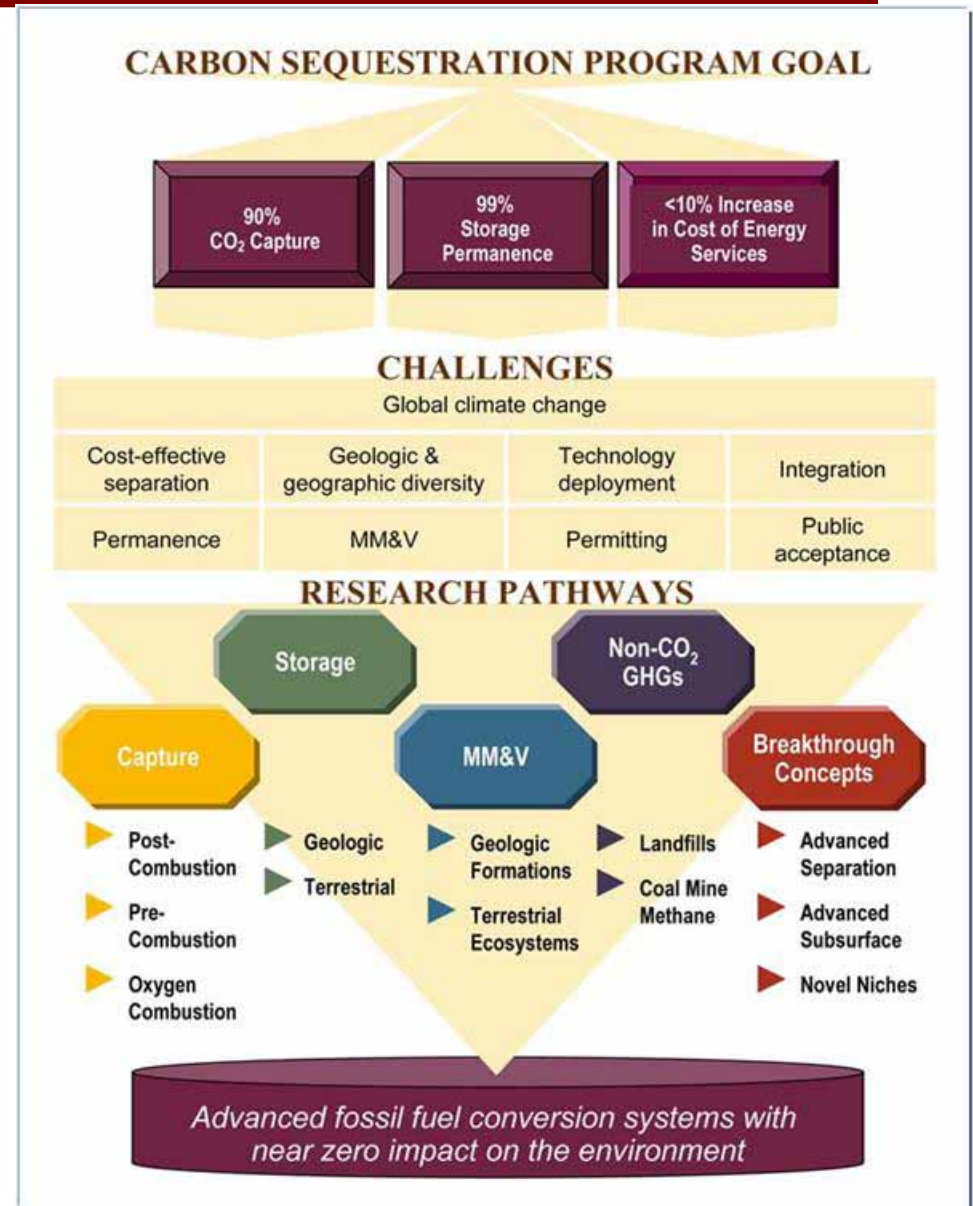 CARBON SEQUESTRATION PROGRAM GOAL
90%
CO₂ Capture
99%
Storage
Permanence
<10% Increase
in Cost of Energy
Services
CHALLENGES
Global climate change
Cost-effective
separation
Geologic &
geographic diversity
Technology
deployment
Integration
Permanence
MM&V
Permitting
Public
acceptance
RESEARCH PATHWAYS
Capture
Post-
Combustion
Pre-
Combustion
Oxygen
Combustion
Storage
Geologic
Terrestrial
MM&V
Geologic
Formations
Terrestrial
Ecosystems
Non-CO₂
GHGs
Landfills
Coal Mine
Methane
Breakthrough
Concepts
Advanced
Separation
Advanced
Subsurface
Novel Niches
Advanced fossil fuel conversion systems with
near zero impact on the environment